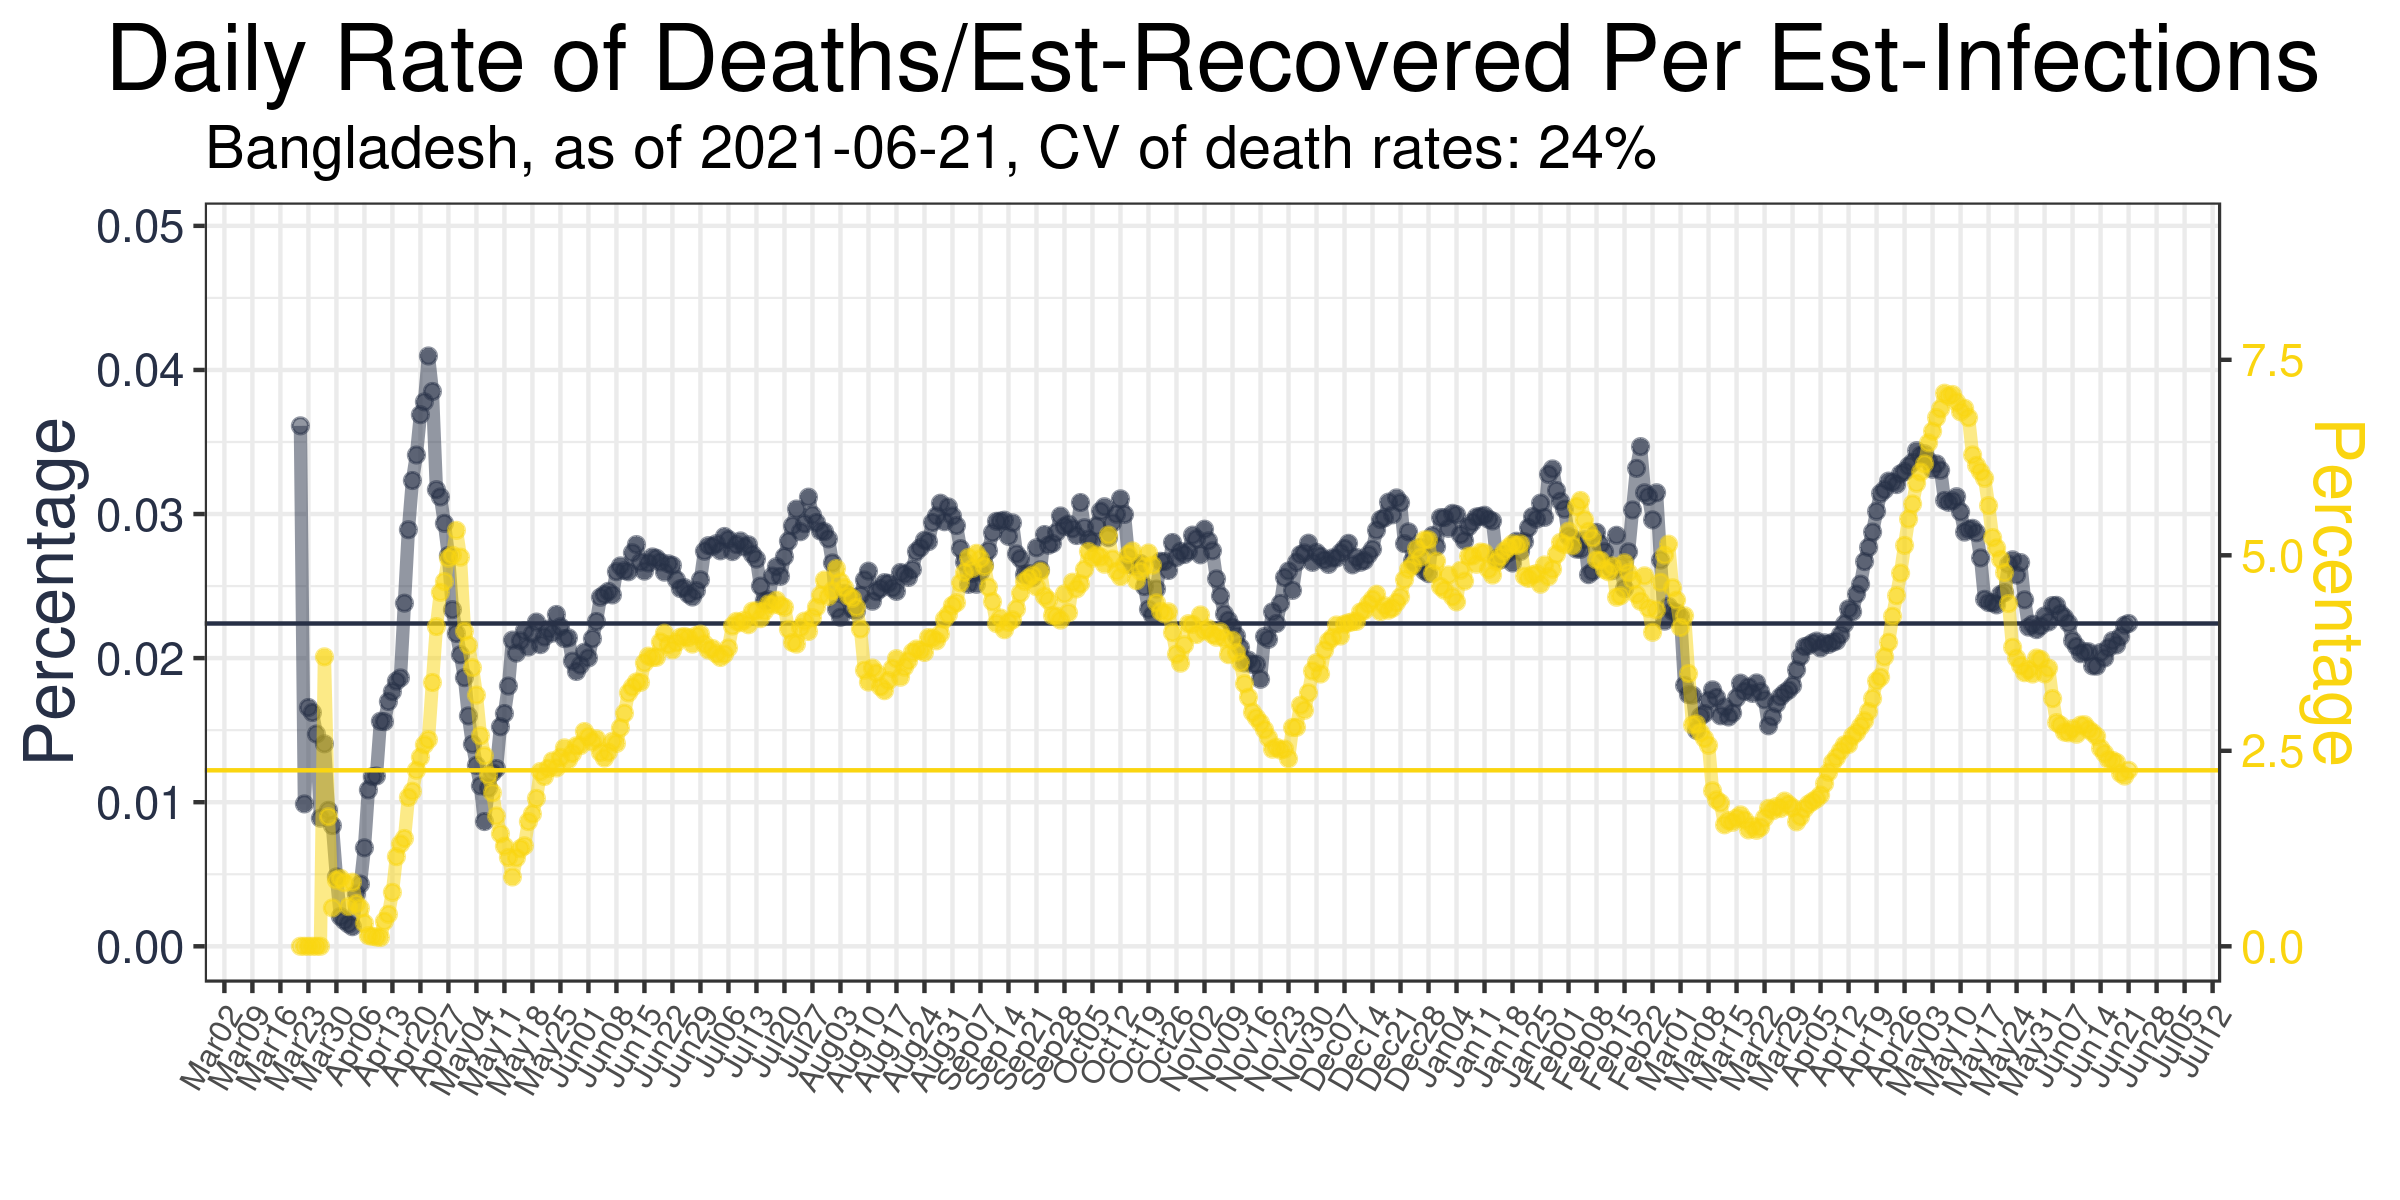 Daily Rate of Deaths/Est-Recovered Per Est-Infections
Bangladesh, as of 2021-06-21, CV of death rates: 24%
Percentage
0.05
0.04
0.03
0.02
0.01
0.00
Percentage
7.5
5.0
2.5
0.0
Mar02
Mar09
Mar16
Mar23
Mar30
Apr06
Apr13
Apr20
Apr27
May04
May11
May18
May25
Jun01
Jun08
Jun15
Jun22
Jun29
Jul06
Jul13
Jul20
Jul27
Aug03
Aug10
Aug17
Aug24
Aug31
Sep07
Sep14
Sep21
Sep28
Oct05
Oct12
Oct19
Oct26
Nov02
Nov09
Nov16
Nov23
Nov30
Dec07
Dec14
Dec21
Dec28
Jan04
Jan11
Jan18
Jan25
Feb01
Feb08
Feb15
Feb22
Mar01
Mar08
Mar15
Mar22
Mar29
Apr05
Apr12
Apr19
Apr26
May03
May10
May17
May24
May31
Jun07
Jun14
Jun21
Jun28
Jul05
Jul12